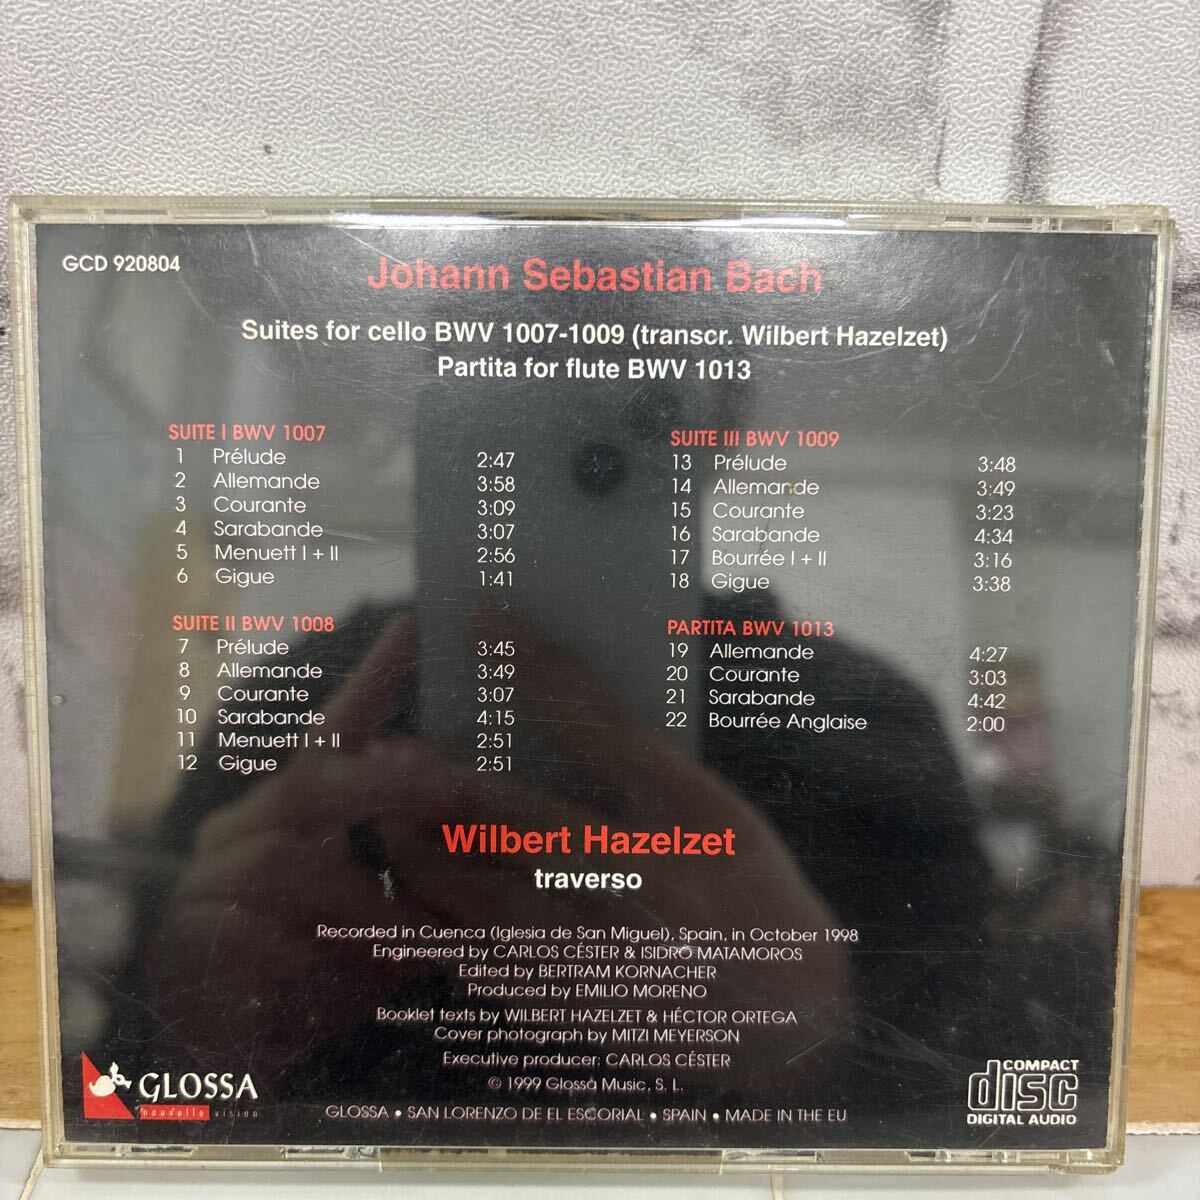 GCD 920804
Johann Sebastian Bach
Suites for cello BWV 1007-1009 (transcr. Wilbert Hazelzet)
Partita for flute BWV 1013
SUITE I BWV 1007
1 Prélude 2:47
2 Allemande 3:58
3 Courante 3:09
4 Sarabande 3:07
5 Menuett I + II 2:56
6 Gigue 1:41
SUITE II BWV 1008
7 Prélude 3:45
8 Allemande 3:49
9 Courante 3:07
10 Sarabande 4:15
11 Menuett I + II 2:51
12 Gigue 2:51
SUITE III BWV 1009
13 Prélude 3:48
14 Allemande 3:49
15 Courante 3:23
16 Sarabande 4:34
17 Bourrée I + II 3:16
18 Gigue 3:38
PARTITA BWV 1013
19 Allemande 4:27
20 Courante 3:03
21 Sarabande 4:42
22 Bourrée Anglaise 2:00
Wilbert Hazelzet
traverso
Recorded in Cuenca (Iglesia de San Miguel), Spain, in October 1998
Engineered by CARLOS CÉSTER & ISIDRO MATAMOROS
Edited by BERTRAM KORNACHER
Produced by EMILIO MORENO
Booklet texts by WILBERT HAZELZET & HÉCTOR ORTEGA
Cover photograph by MITZI MEYERSON
Executive producer: CARLOS CÉSTER
© 1999 Glossa Music, S. L.
GLOSSA • SAN LORENZO DE EL ESCORIAL • SPAIN • MADE IN THE EU
GLOSSA
nouvelle vision
COMPACT
disc
DIGITAL AUDIO